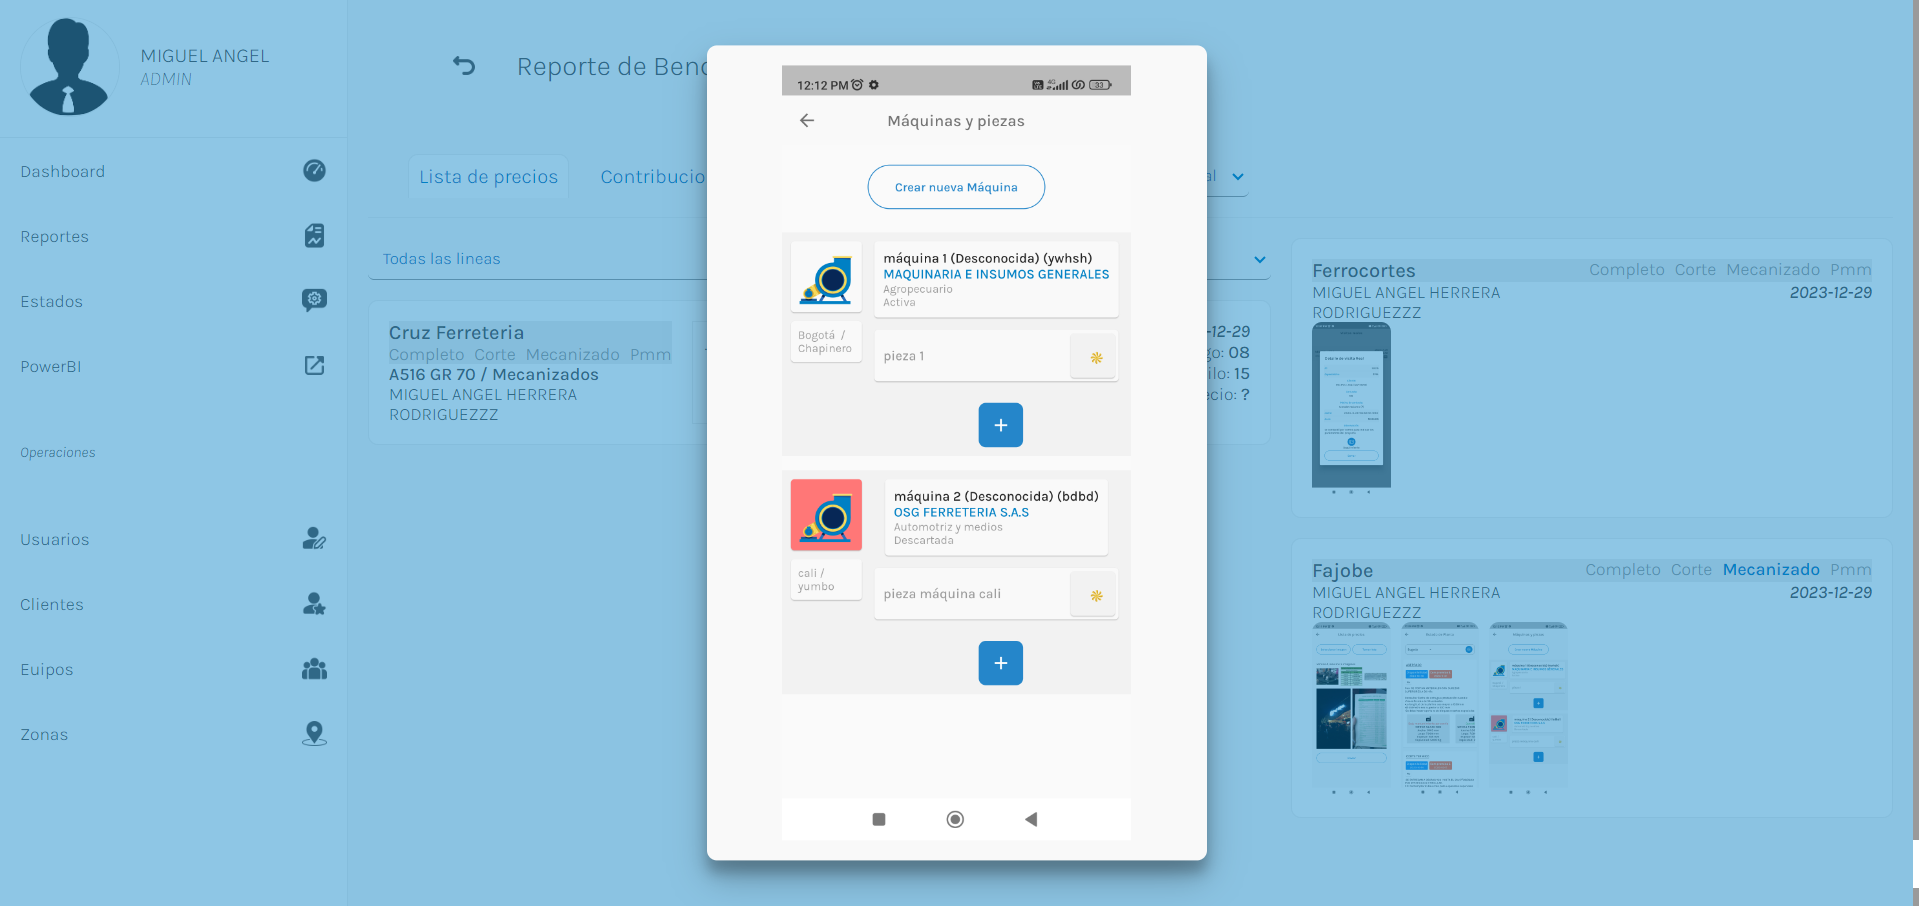 MIGUEL ANGEL
ADMIN
Dashboard
Reportes
Estados
PowerBI
Operaciones
Usuarios
Clientes
Euipos
Zonas
Reporte de Benc
Lista de precios
Contribucio
al
Todas las lineas
Cruz Ferreteria
Completo Corte Mecanizado Pmm
A516 GR 70 / Mecanizados
MIGUEL ANGEL HERRERA
RODRIGUEZZZ
-12-29
go: 08
ilo: 15
ecio: ?
12:12 PM
4G
33
Máquinas y piezas
Crear nueva Máquina
máquina 1 (Desconocida) (ywhsh)
MAQUINARIA E INSUMOS GENERALES
Agropecuario
Activa
Bogotá /
Chapinero
pieza 1
+
máquina 2 (Desconocida) (bdbd)
OSG FERRETERIA S.A.S
Automotriz y medios
Descartada
cali /
yumbo
pieza máquina cali
+
Ferrocortes
Completo Corte Mecanizado Pmm
MIGUEL ANGEL HERRERA
RODRIGUEZZZ
2023-12-29
Fajobe
Completo Corte Mecanizado Pmm
MIGUEL ANGEL HERRERA
RODRIGUEZZZ
2023-12-29